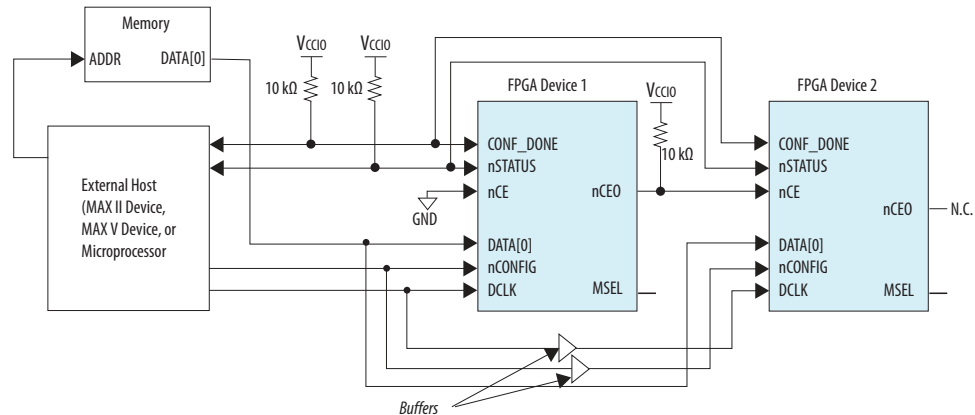 Memory
ADDR
DATA[0]
VCCIO
VCCIO
10 kΩ
10 kΩ
External Host
(MAX II Device,
MAX V Device, or
Microprocessor
GND
FPGA Device 1
CONF_DONE
nSTATUS
nCE
nCEO
DATA[0]
nCONFIG
DCLK
MSEL
VCCIO
10 kΩ
FPGA Device 2
CONF_DONE
nSTATUS
nCE
nCEO
N.C.
DATA[0]
nCONFIG
DCLK
MSEL
Buffers